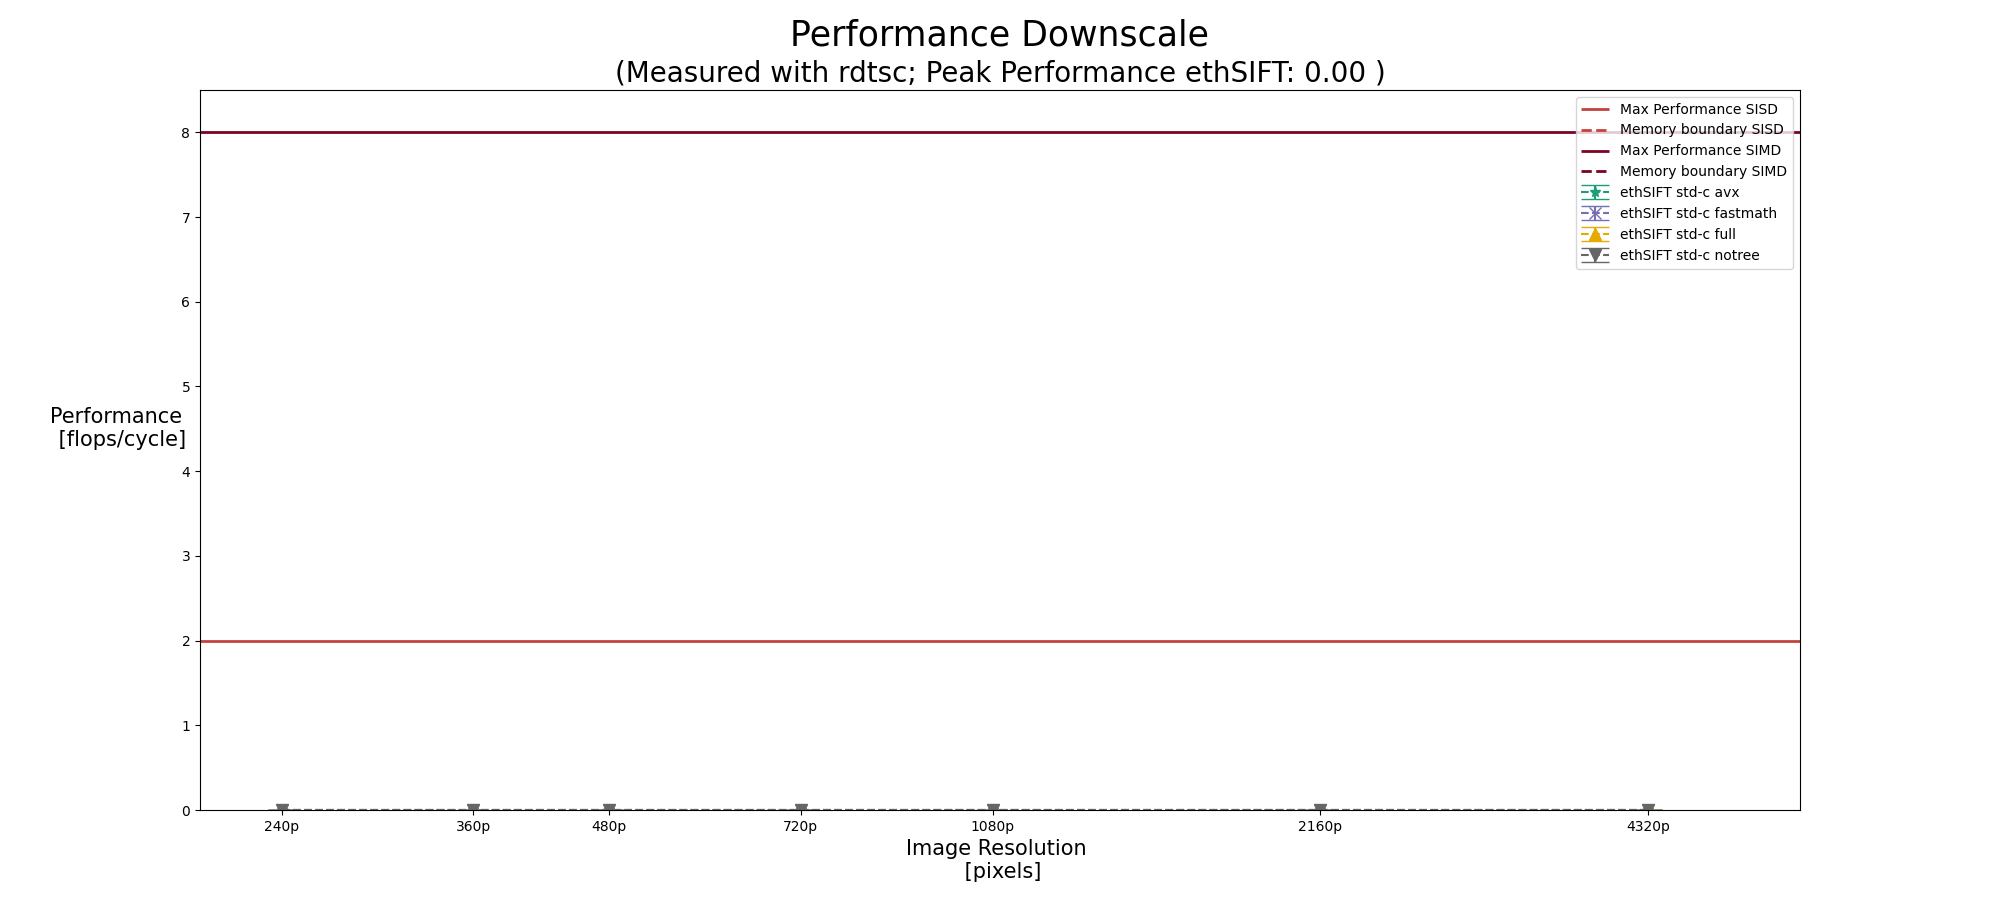 Performance Downscale
(Measured with rdtsc; Peak Performance ethSIFT: 0.00 )
Max Performance SISD
Memory boundary SISD
Max Performance SIMD
Memory boundary SIMD
ethSIFT std-c avx
ethSIFT std-c fastmath
ethSIFT std-c full
ethSIFT std-c notree
8
7
6
5
4
3
2
1
0
Performance
[flops/cycle]
240p 360p 480p 720p 1080p 2160p 4320p
Image Resolution
[pixels]